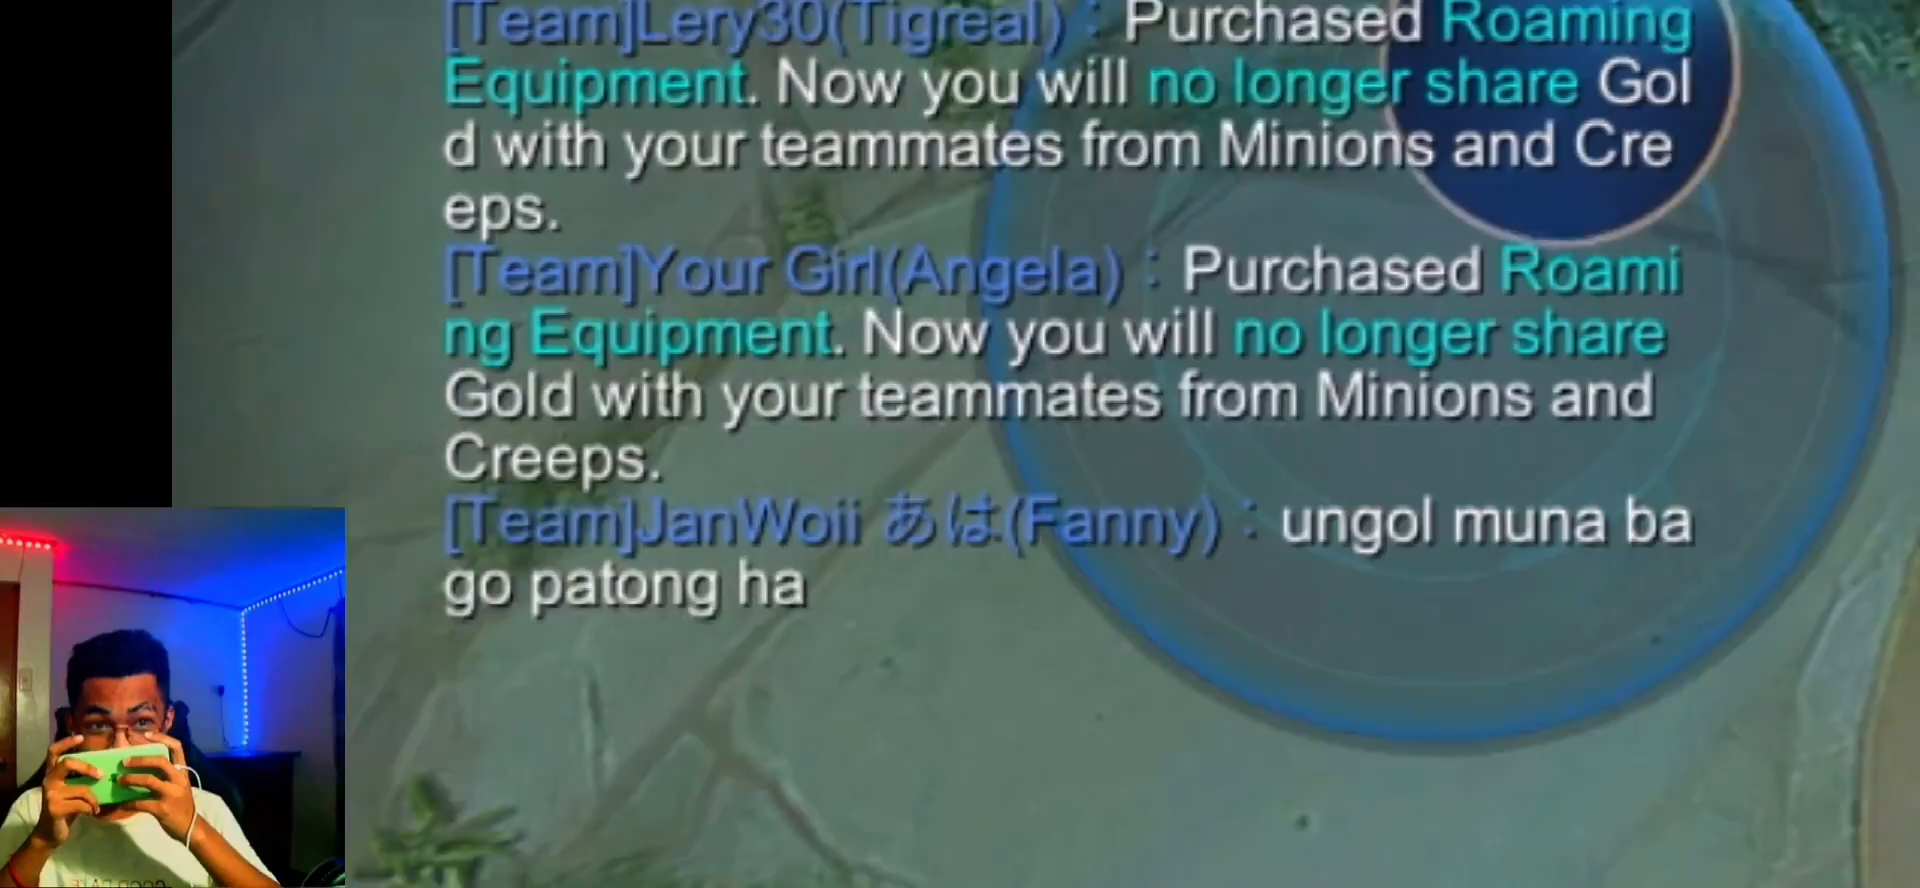 [Team]Lery30(Tigreal) : Purchased Roaming
Equipment. Now you will no longer share Gol
d with your teammates from Minions and Cre
eps.
[Team]Your Girl(Angela) : Purchased Roami
ng Equipment. Now you will no longer share
Gold with your teammates from Minions and
Creeps.
[Team]JanWoii あは(Fanny) : ungol muna ba
go patong ha